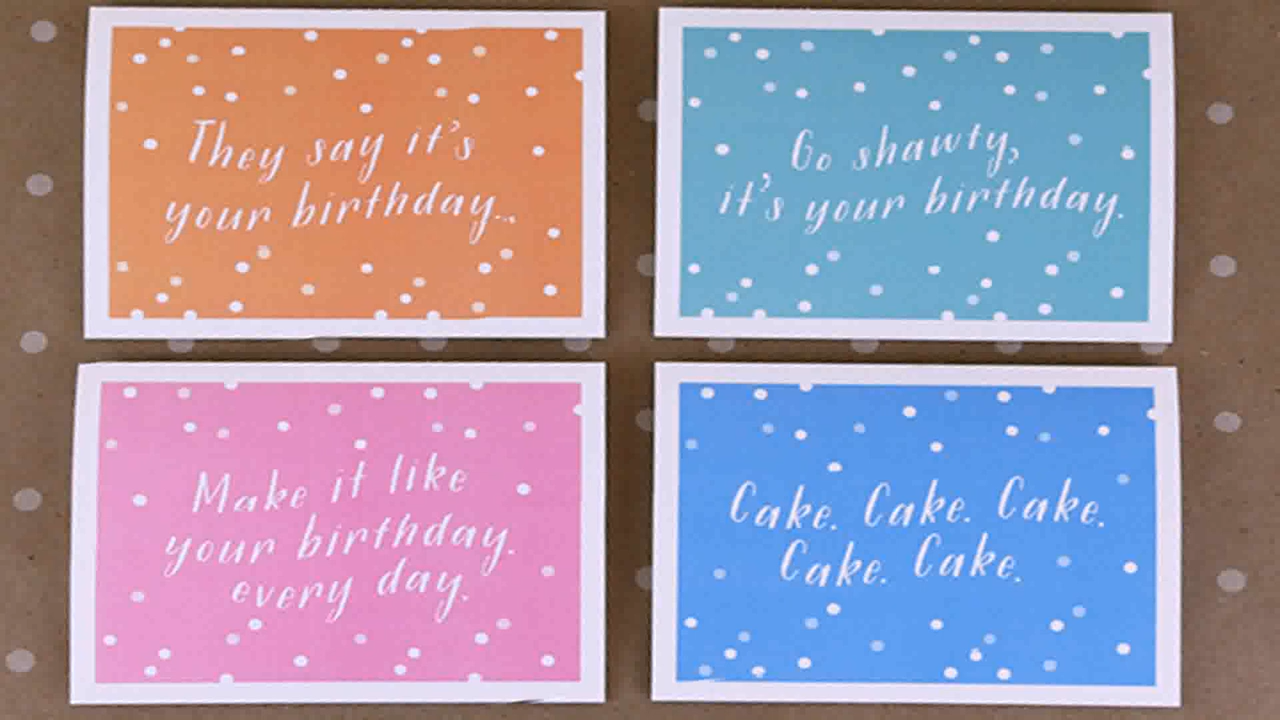 They say it's
your birthday...
Go shawty,
it's your birthday.
Make it like
your birthday.
every day.
Cake. Cake. Cake.
Cake. Cake.